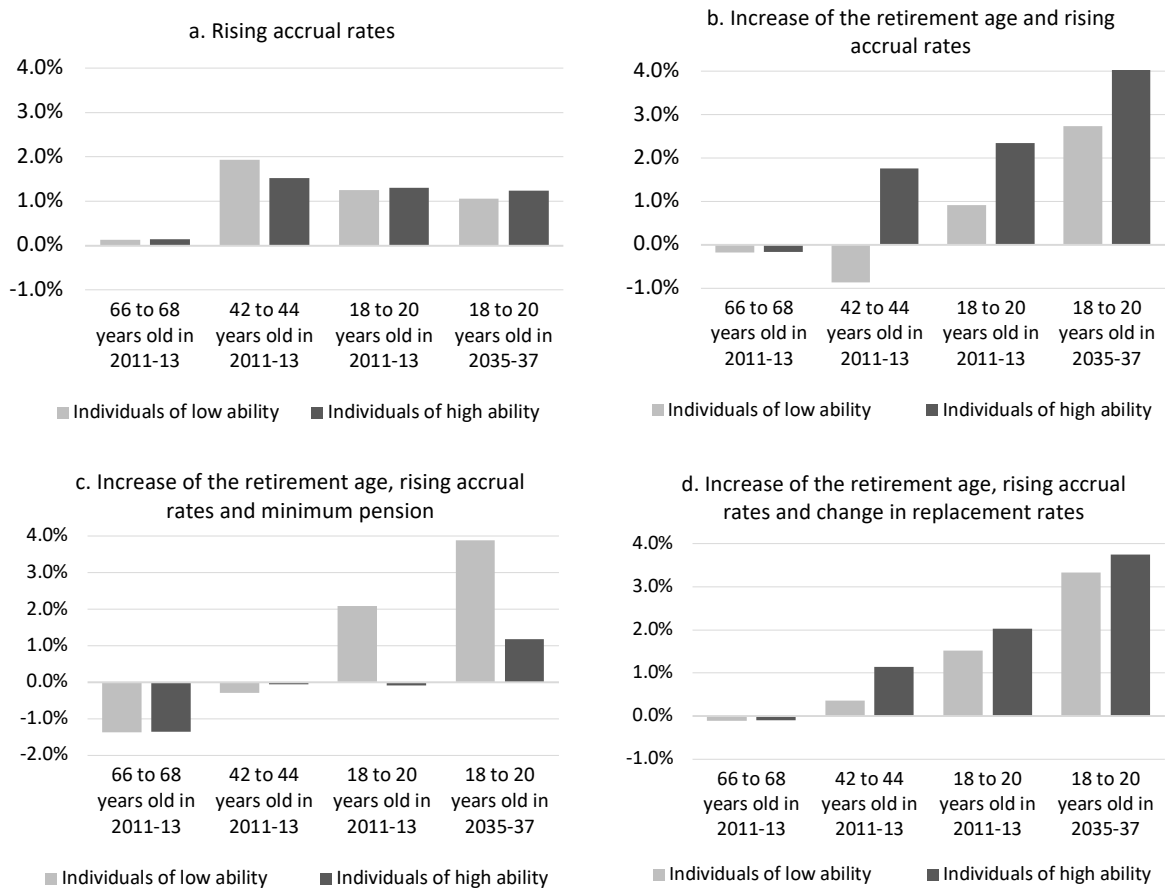 a. Rising accrual rates
4.0%
3.0%
2.0%
1.0%
0.0%
-1.0%
66 to 68
years old in
2011-13
42 to 44
years old in
2011-13
18 to 20
years old in
2011-13
18 to 20
years old in
2035-37
Individuals of low ability
Individuals of high ability
b. Increase of the retirement age and rising
accrual rates
4.0%
3.0%
2.0%
1.0%
0.0%
-1.0%
66 to 68
years old in
2011-13
42 to 44
years old in
2011-13
18 to 20
years old in
2011-13
18 to 20
years old in
2035-37
Individuals of low ability
Individuals of high ability
c. Increase of the retirement age, rising accrual
rates and minimum pension
4.0%
3.0%
2.0%
1.0%
0.0%
-1.0%
-2.0%
66 to 68
years old in
2011-13
42 to 44
years old in
2011-13
18 to 20
years old in
2011-13
18 to 20
years old in
2035-37
Individuals of low ability
Individuals of high ability
d. Increase of the retirement age, rising accrual
rates and change in replacement rates
4.0%
3.0%
2.0%
1.0%
0.0%
-1.0%
66 to 68
years old in
2011-13
42 to 44
years old in
2011-13
18 to 20
years old in
2011-13
18 to 20
years old in
2035-37
Individuals of low ability
Individuals of high ability